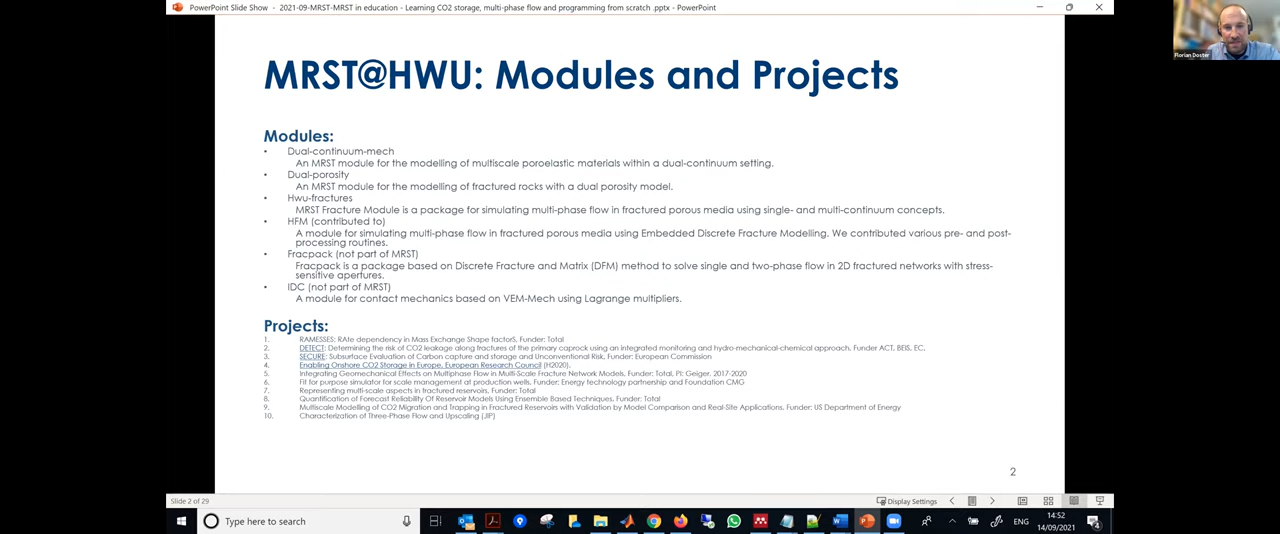 PowerPoint Slide Show - 2021-09-MRST-MRST in education - Learning CO2 storage, multi-phase flow and programming from scratch .pptx - PowerPoint
Florian Doster
MRST@HWU: Modules and Projects
Modules:
• Dual-continuum-mech
An MRST module for the modelling of multiscale poroelastic materials within a dual-continuum setting.
• Dual-porosity
An MRST module for the modelling of fractured rocks with a dual porosity model.
• Hwu-fractures
MRST Fracture Module is a package for simulating multi-phase flow in fractured porous media using single- and multi-continuum concepts.
• HFM (contributed to)
A module for simulating multi-phase flow in fractured porous media using Embedded Discrete Fracture Modelling. We contributed various pre- and post-
processing routines.
• Fracpack (not part of MRST)
Fracpack is a package based on Discrete Fracture and Matrix (DFM) method to solve single and two-phase flow in 2D fractured networks with stress-
sensitive apertures.
• IDC (not part of MRST)
A module for contact mechanics based on VEM-Mech using Lagrange multipliers.
Projects:
1. RAMESSES: RAte dependency in Mass Exchange Shape factorS. Funder: Total
2. DETECT: Determining the risk of CO2 leakage along fractures of the primary caprock using an integrated monitoring and hydro-mechanical-chemical approach. Funder ACT, BEIS, EC.
3. SECURE: Subsurface Evaluation of Carbon capture and storage and Unconventional Risk, Funder: European Commission
4. Enabling Onshore CO2 Storage in Europe, European Research Council (H2020).
5. Integrating Geomechanical Effects on Multiphase Flow in Multi-Scale Fracture Network Models. Funder: Total, PI: Geiger. 2017-2020
6. Fit for purpose simulator for scale management at production wells. Funder: Energy technology partnership and Foundation CMG
7. Representing multi-scale aspects in fractured reservoirs. Funder: Total
8. Quantification of Forecast Reliability Of Reservoir Models Using Ensemble Based Techniques. Funder: Total
9. Multiscale Modelling of CO2 Migration and Trapping in Fractured Reservoirs with Validation by Model Comparison and Real-Site Applications. Funder: US Department of Energy
10. Characterization of Three-Phase Flow and Upscaling (JIP)
2
Slide 2 of 29
Display Settings
Type here to search
ENG
14:52
14/09/2021
4